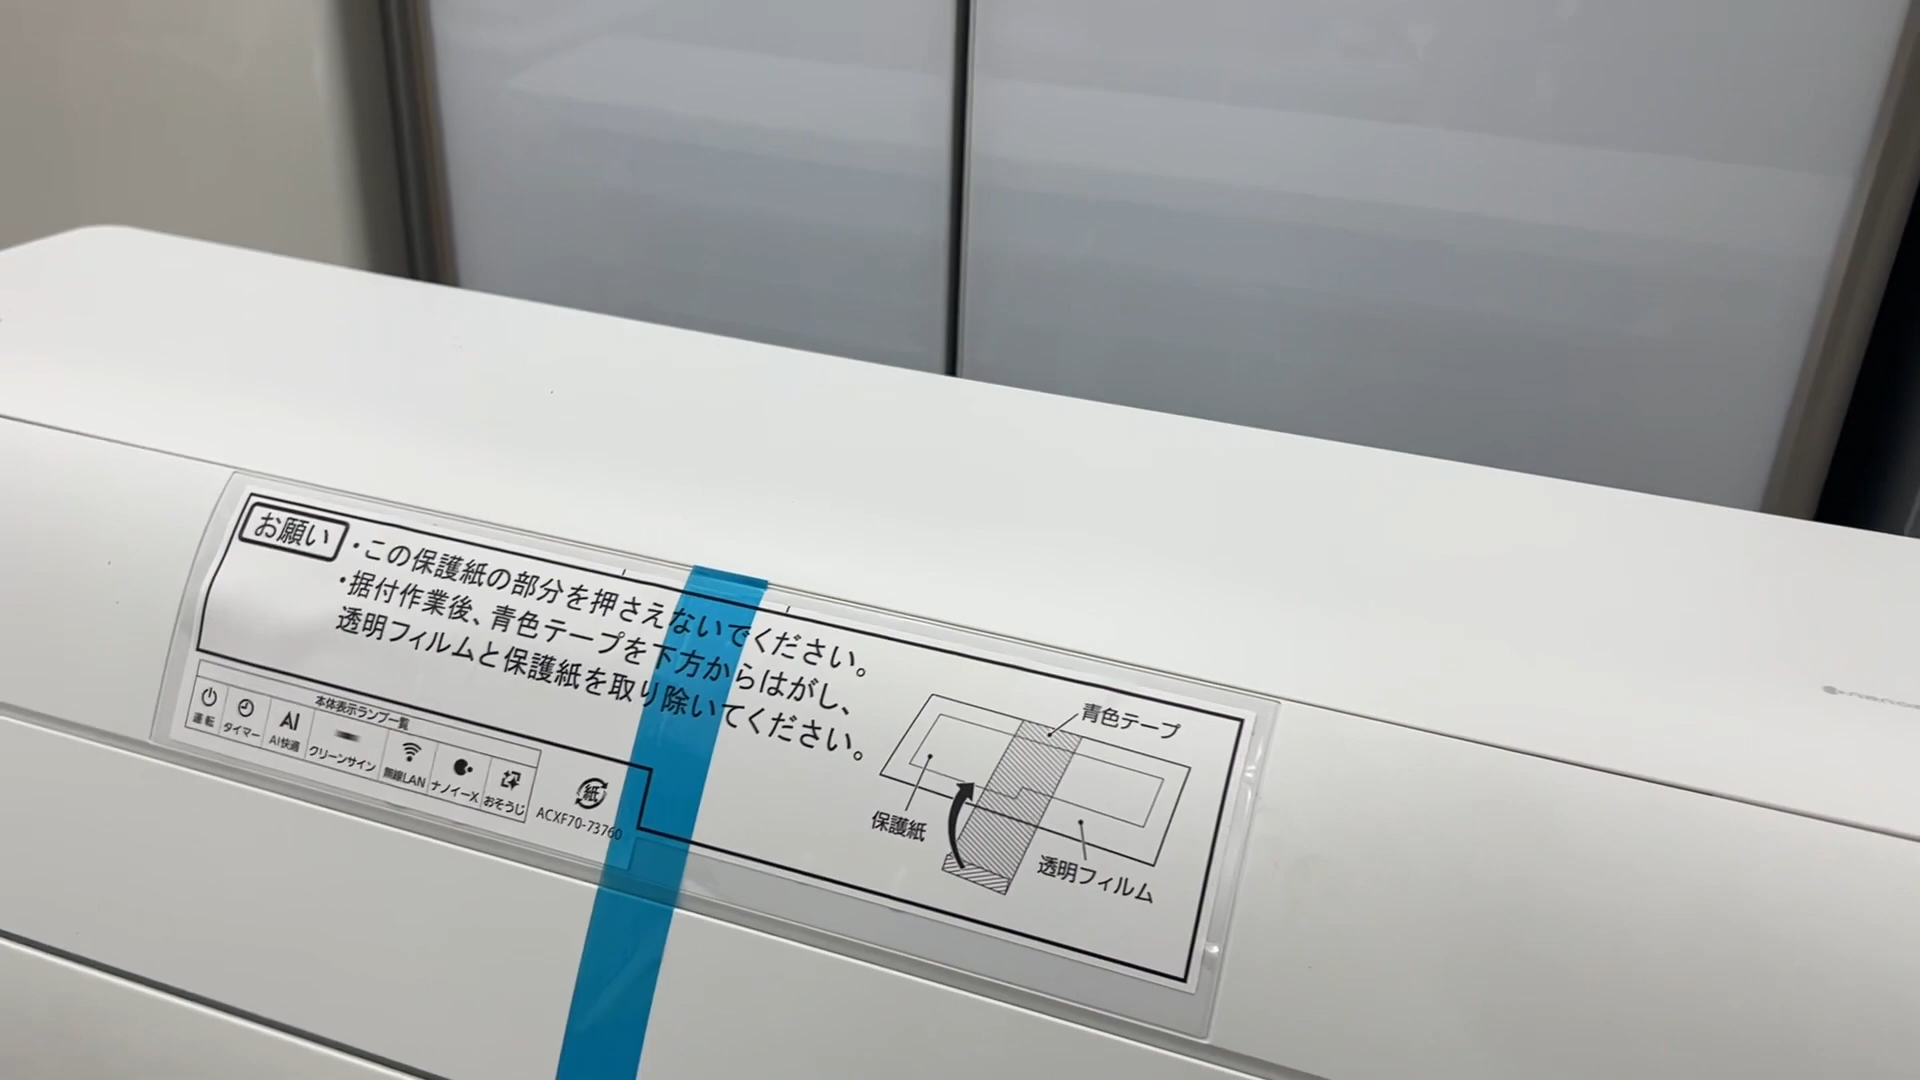 お願い
・この保護紙の部分を押さえないでください。
・据付作業後、青色テープを下方からはがし、
透明フィルムと保護紙を取り除いてください。
本体表示ランプ一覧
運転
タイマー
AI
AI快適
クリーンサイン
無線LAN
ナノイーX
おそうじ
紙
ACXF70-73760
青色テープ
保護紙
透明フィルム